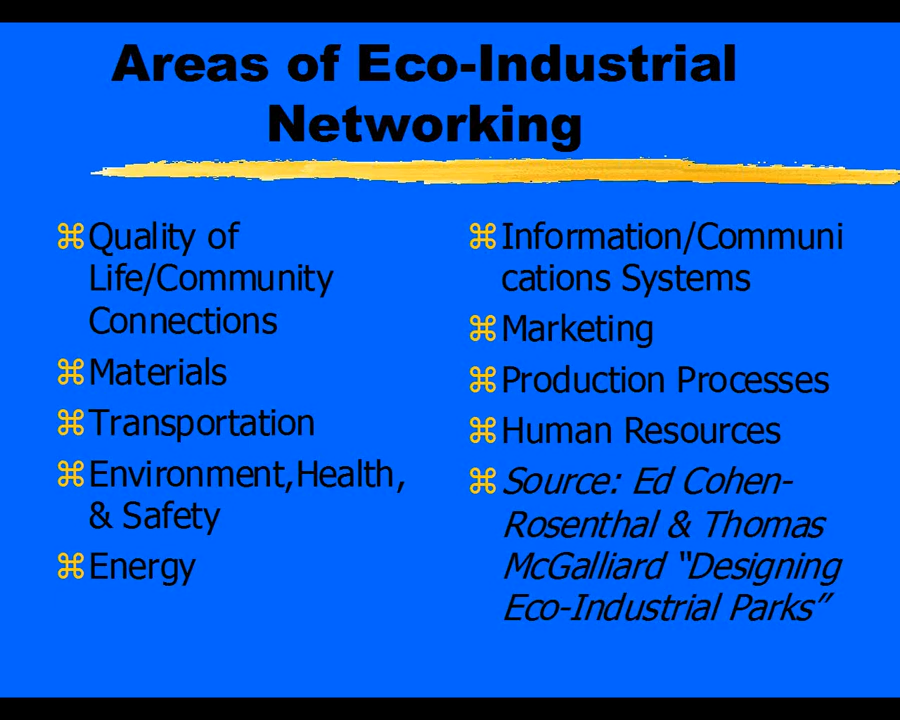 Areas of Eco-Industrial
Networking
⌘Quality of
Life/Community
Connections
⌘Materials
⌘Transportation
⌘Environment,Health,
& Safety
⌘Energy
⌘Information/Communi
cations Systems
⌘Marketing
⌘Production Processes
⌘Human Resources
⌘Source: Ed Cohen-
Rosenthal & Thomas
McGalliard “Designing
Eco-Industrial Parks”